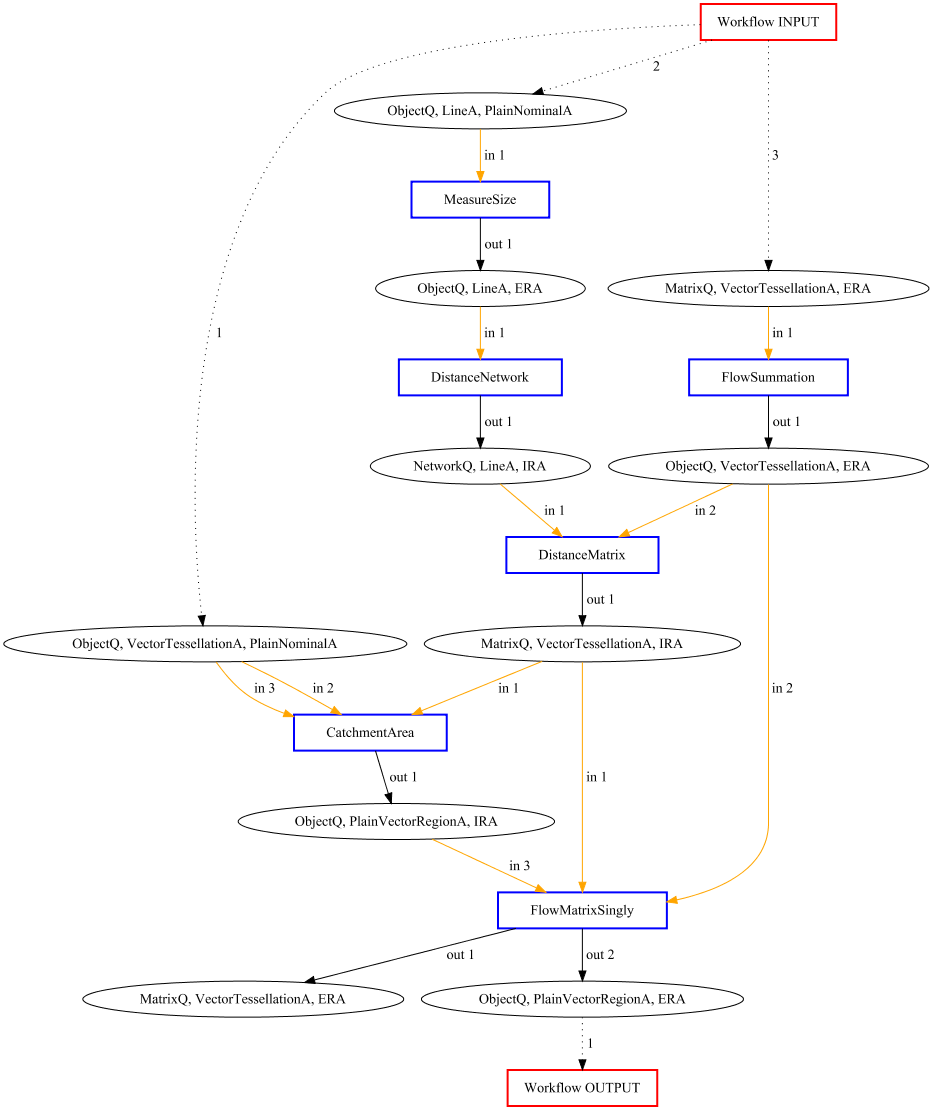 Workflow INPUT
2
ObjectQ, LineA, PlainNominalA
in 1
3
MeasureSize
out 1
ObjectQ, LineA, ERA
MatrixQ, VectorTessellationA, ERA
1
in 1
in 1
DistanceNetwork
FlowSummation
out 1
out 1
NetworkQ, LineA, IRA
ObjectQ, VectorTessellationA, ERA
in 1
in 2
DistanceMatrix
out 1
ObjectQ, VectorTessellationA, PlainNominalA
MatrixQ, VectorTessellationA, IRA
in 3
in 2
in 1
in 2
CatchmentArea
out 1
in 1
ObjectQ, PlainVectorRegionA, IRA
in 3
FlowMatrixSingly
out 1
out 2
MatrixQ, VectorTessellationA, ERA
ObjectQ, PlainVectorRegionA, ERA
1
Workflow OUTPUT